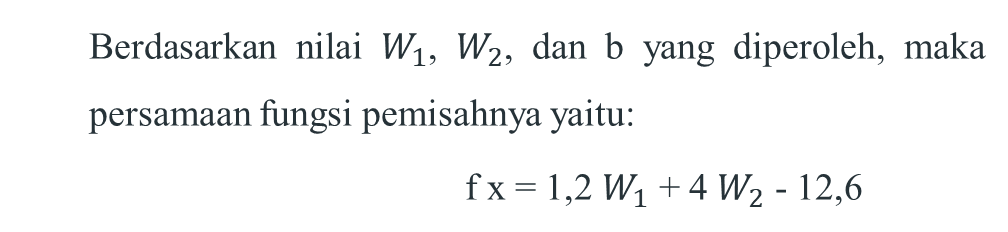 Berdasarkan nilai W₁, W₂, dan b yang diperoleh, maka
persamaan fungsi pemisahnya yaitu:
f x = 1,2 W₁ + 4 W₂ - 12,6